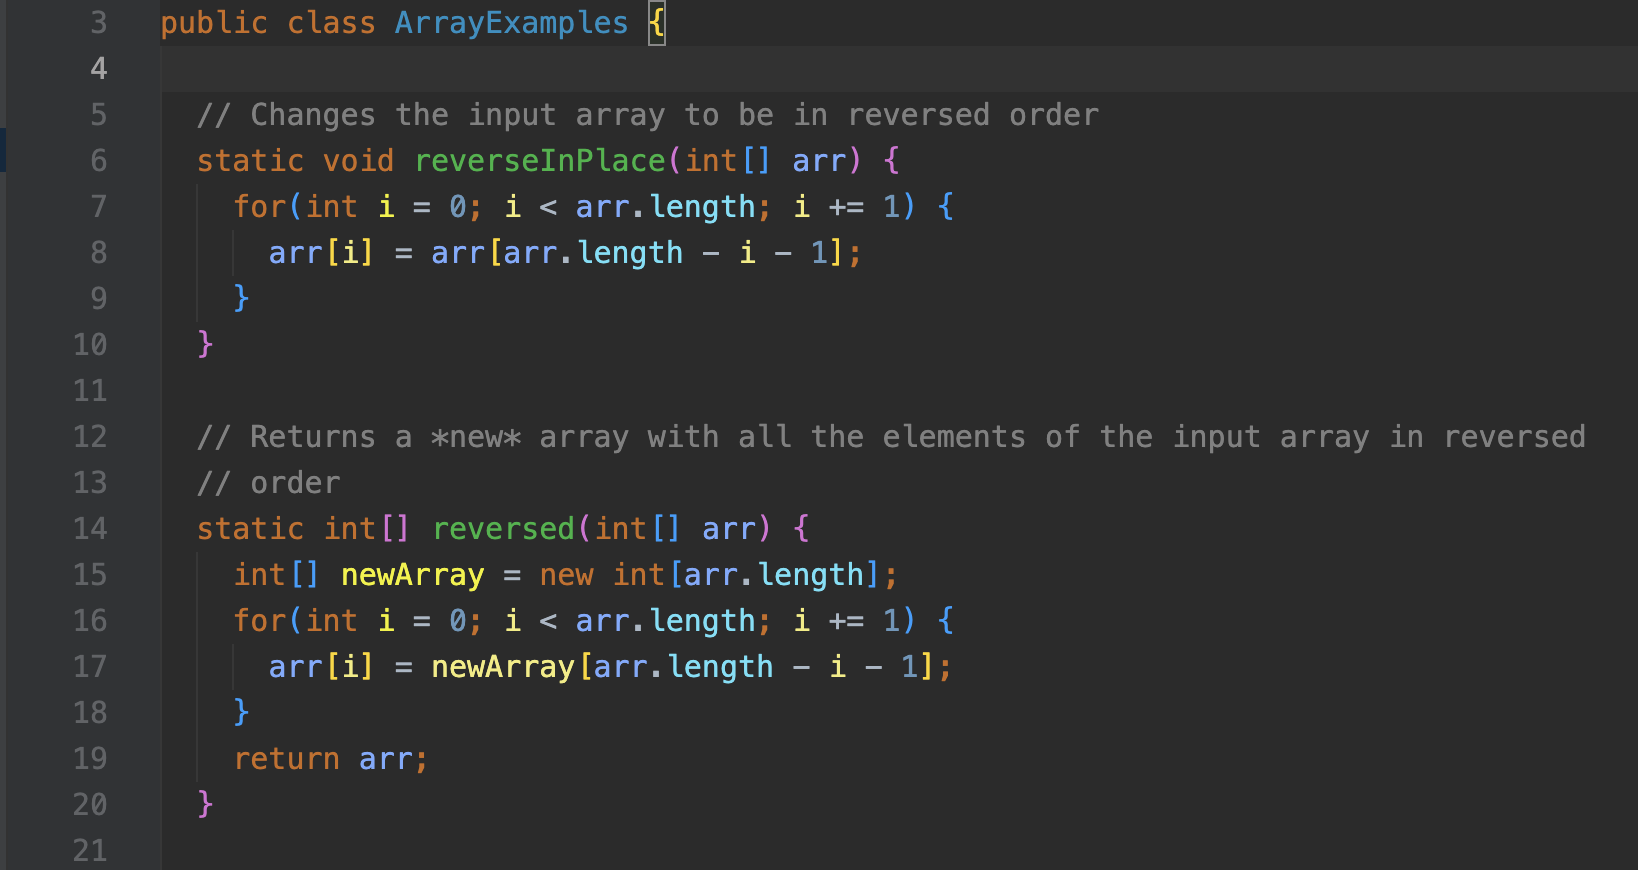 3 public class ArrayExamples {
4
5   // Changes the input array to be in reversed order
6   static void reverseInPlace(int[] arr) {
7     for(int i = 0; i < arr.length; i += 1) {
8       arr[i] = arr[arr.length - i - 1];
9     }
10   }
11
12   // Returns a *new* array with all the elements of the input array in reversed
13   // order
14   static int[] reversed(int[] arr) {
15     int[] newArray = new int[arr.length];
16     for(int i = 0; i < arr.length; i += 1) {
17       arr[i] = newArray[arr.length - i - 1];
18     }
19     return arr;
20   }
21